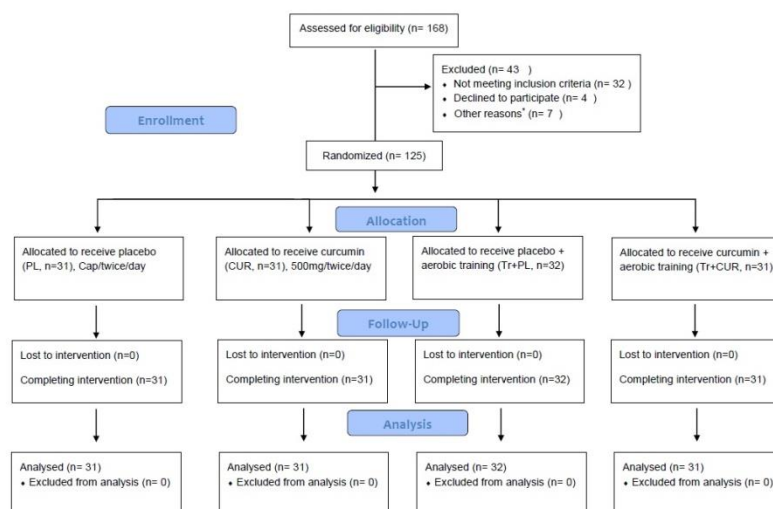 Assessed for eligibility (n= 168)
Excluded (n= 43 )
♦ Not meeting inclusion criteria (n= 32 )
♦ Declined to participate (n= 4 )
♦ Other reasons⁺ (n= 7 )
Enrollment
Randomized (n= 125)
Allocation
Allocated to receive placebo
(PL, n=31), Cap/twice/day
Allocated to receive curcumin
(CUR, n=31), 500mg/twice/day
Allocated to receive placebo +
aerobic training (Tr+PL, n=32)
Allocated to receive curcumin +
aerobic training (Tr+CUR, n=31)
Follow-Up
Lost to intervention (n=0)
Completing intervention (n=31)
Lost to intervention (n=0)
Completing intervention (n=31)
Lost to intervention (n=0)
Completing intervention (n=32)
Lost to intervention (n=0)
Completing intervention (n=31)
Analysis
Analysed (n= 31)
♦ Excluded from analysis (n= 0)
Analysed (n= 31)
♦ Excluded from analysis (n= 0)
Analysed (n= 32)
♦ Excluded from analysis (n= 0)
Analysed (n= 31)
♦ Excluded from analysis (n= 0)